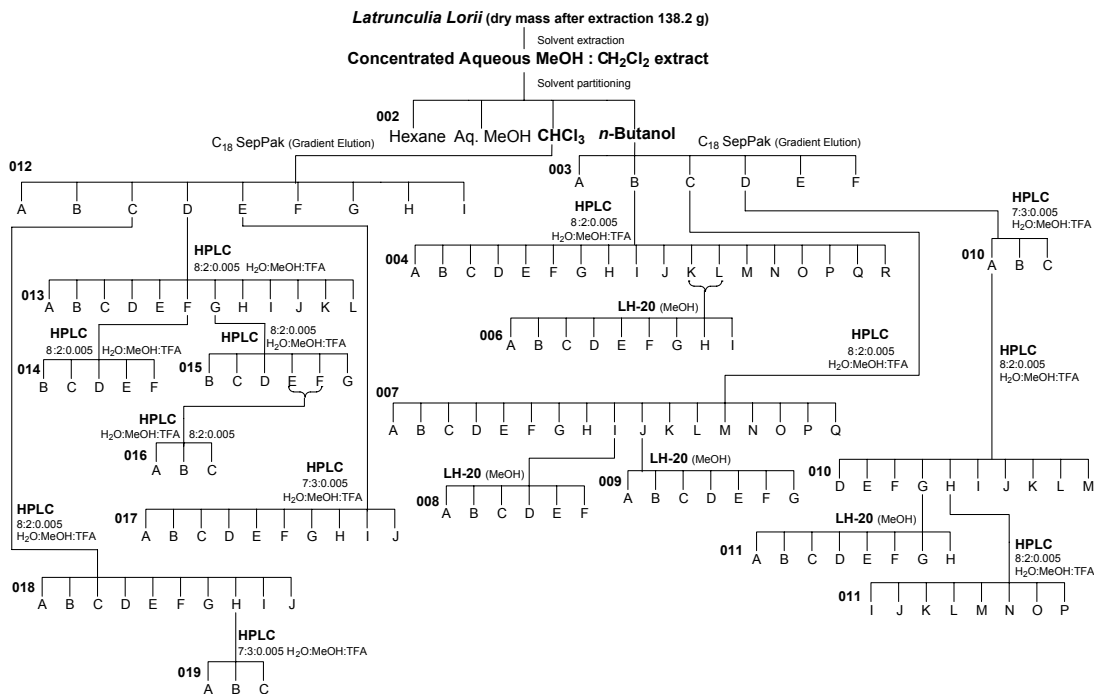 Latrunculia Lorii (dry mass after extraction 138.2 g)
Solvent extraction
Concentrated Aqueous MeOH : CH₂Cl₂ extract
Solvent partitioning
002
Hexane Aq. MeOH CHCl₃ n-Butanol
C₁₈ SepPak (Gradient Elution)
C₁₈ SepPak (Gradient Elution)
012
A B C D E F G H I
003
A B C D E F
HPLC
8:2:0.005
H₂O:MeOH:TFA
HPLC
7:3:0.005
H₂O:MeOH:TFA
010
A B C
004
A B C D E F G H I J K L M N O P Q R
HPLC
8:2:0.005 H₂O:MeOH:TFA
013
A B C D E F G H I J K L
LH-20 (MeOH)
006
A B C D E F G H I
HPLC
8:2:0.005 H₂O:MeOH:TFA
014
B C D E F
HPLC
8:2:0.005
H₂O:MeOH:TFA
015
B C D E F G
HPLC
8:2:0.005
H₂O:MeOH:TFA
HPLC
8:2:0.005
H₂O:MeOH:TFA
007
A B C D E F G H I J K L M N O P Q
HPLC
H₂O:MeOH:TFA 8:2:0.005
016
A B C
LH-20 (MeOH)
008
A B C D E F
LH-20 (MeOH)
009
A B C D E F G
010
D E F G H I J K L M
HPLC
7:3:0.005
H₂O:MeOH:TFA
017
A B C D E F G H I J
HPLC
8:2:0.005
H₂O:MeOH:TFA
LH-20 (MeOH)
011
A B C D E F G H
HPLC
8:2:0.005
H₂O:MeOH:TFA
018
A B C D E F G H I J
011
I J K L M N O P
HPLC
7:3:0.005 H₂O:MeOH:TFA
019
A B C